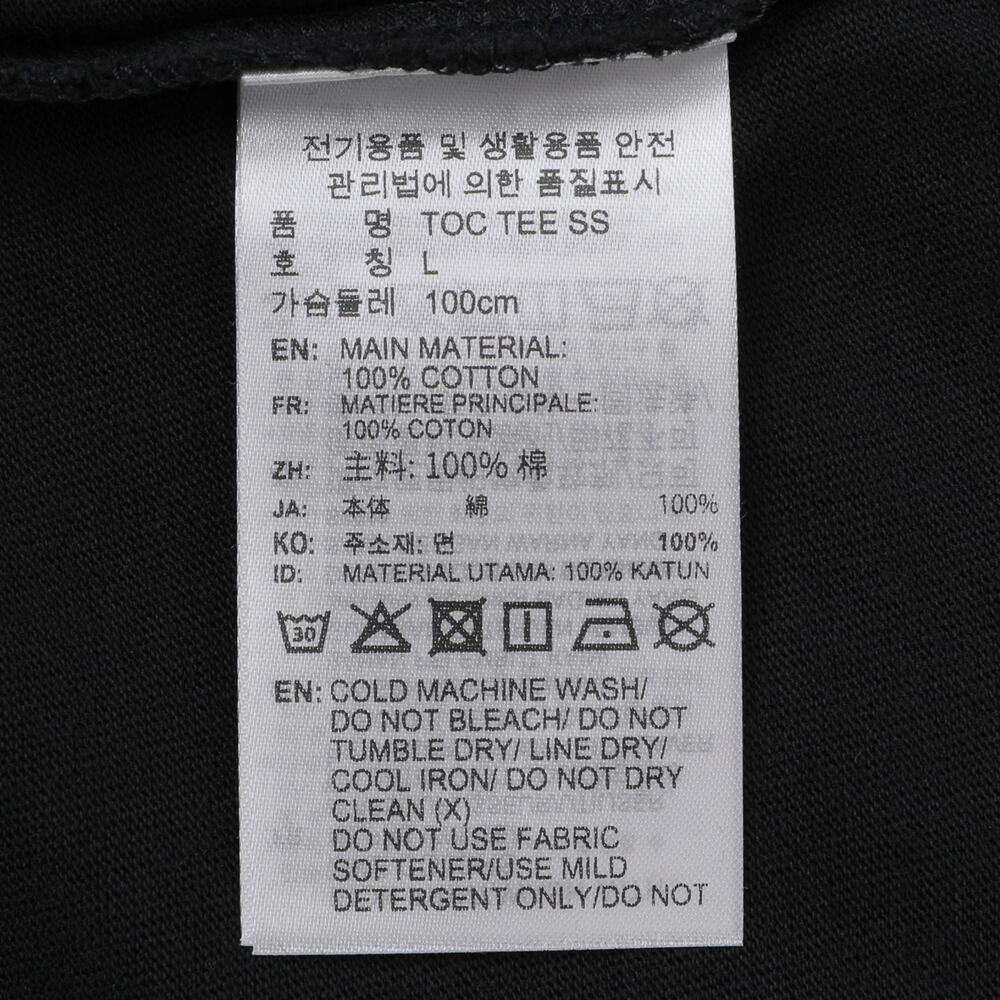 전기용품 및 생활용품 안전
관리법에 의한 품질표시
품 명 TOC TEE SS
호 칭 L
가슴둘레 100cm
EN: MAIN MATERIAL:
100% COTTON
FR: MATIERE PRINCIPALE:
100% COTON
ZH: 主料: 100% 棉
JA: 本体 綿 100%
KO: 주소재: 면 100%
ID: MATERIAL UTAMA: 100% KATUN
30
EN: COLD MACHINE WASH/
DO NOT BLEACH/ DO NOT
TUMBLE DRY/ LINE DRY/
COOL IRON/ DO NOT DRY
CLEAN (X)
DO NOT USE FABRIC
SOFTENER/USE MILD
DETERGENT ONLY/DO NOT